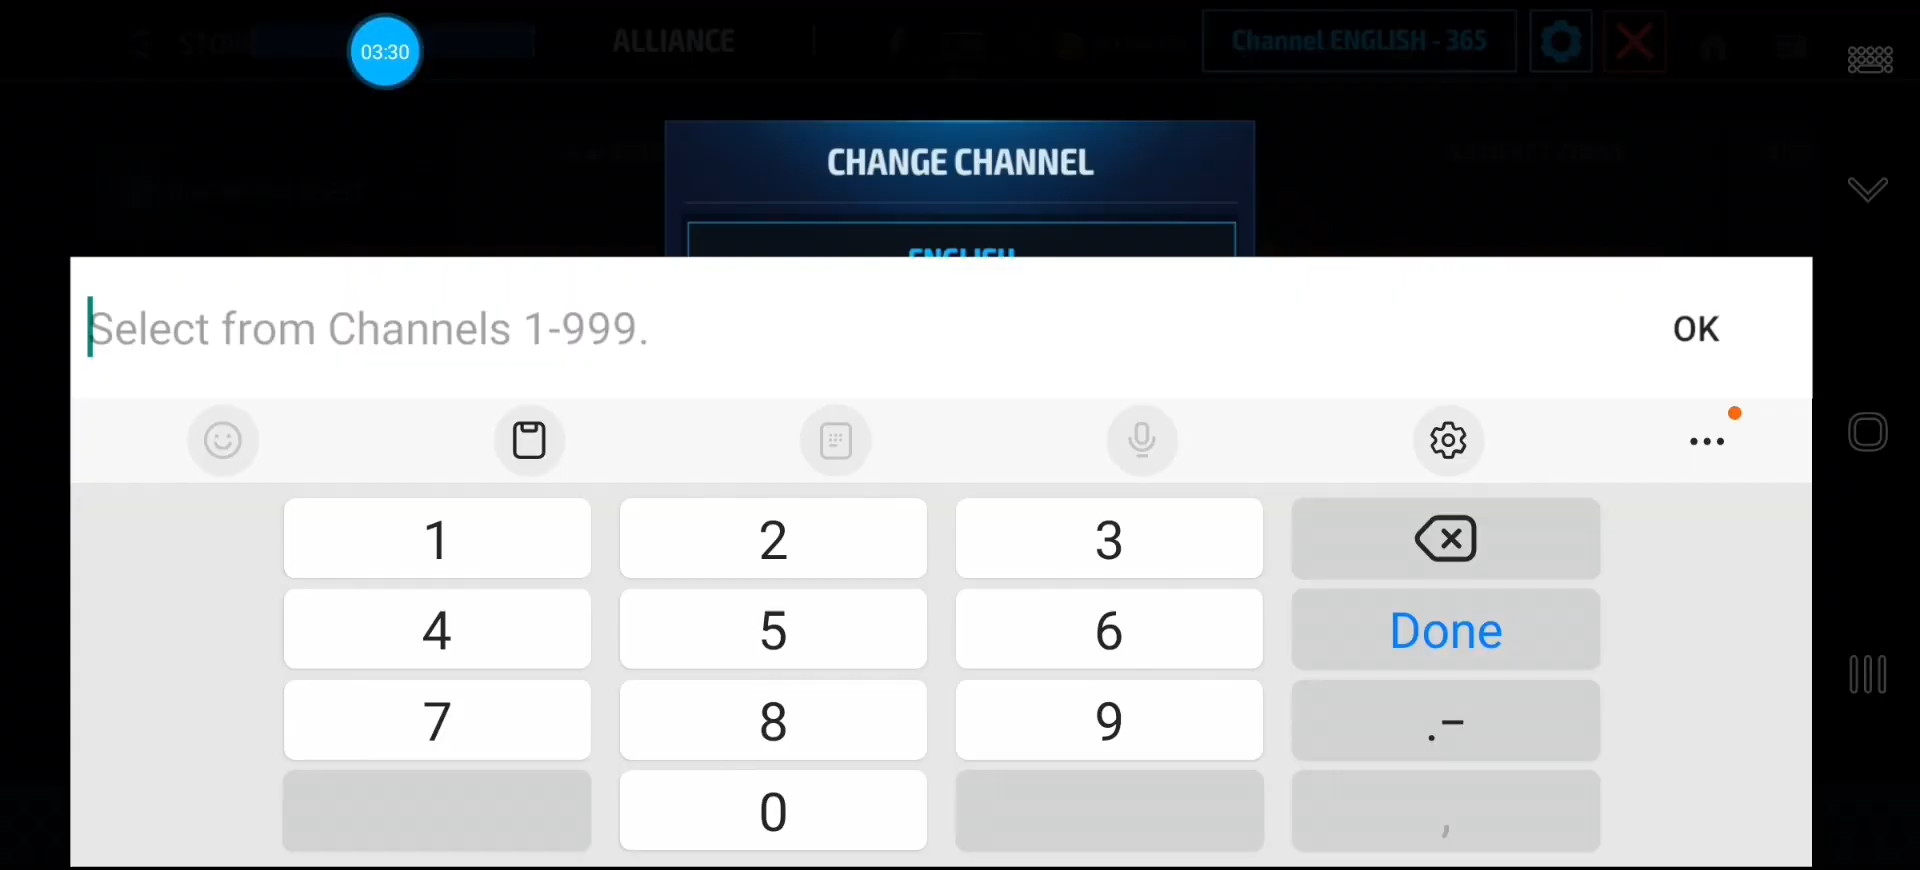 03:30
ALLIANCE
Channel ENGLISH - 365
CHANGE CHANNEL
ENGLISH
Select from Channels 1-999.
OK
1
2
3
4
5
6
Done
7
8
9
.-
0
,